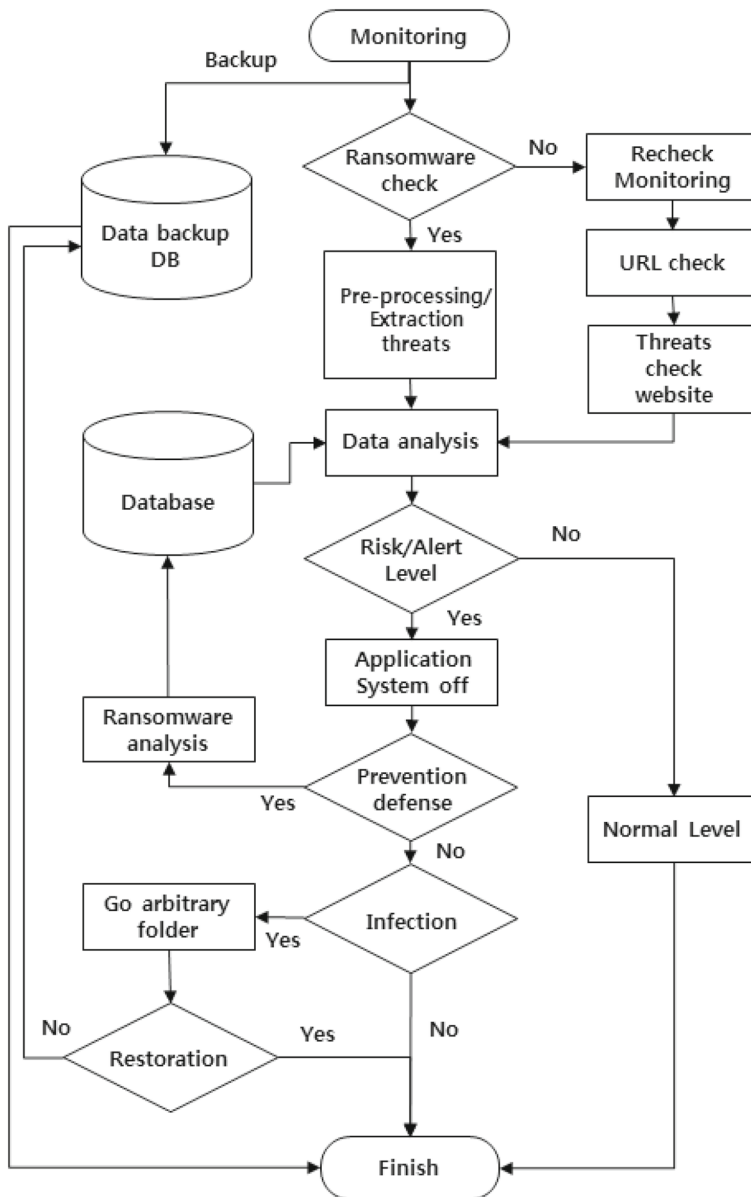 Monitoring
Backup
Ransomware
check
No
Recheck
Monitoring
Data backup
DB
Yes
URL check
Pre-processing/
Extraction
threats
Threats
check
website
Data analysis
Database
Risk/Alert
Level
No
Yes
Application
System off
Ransomware
analysis
Prevention
defense
Yes
Normal Level
No
Go arbitrary
folder
Infection
Yes
No
Restoration
Yes
No
Finish